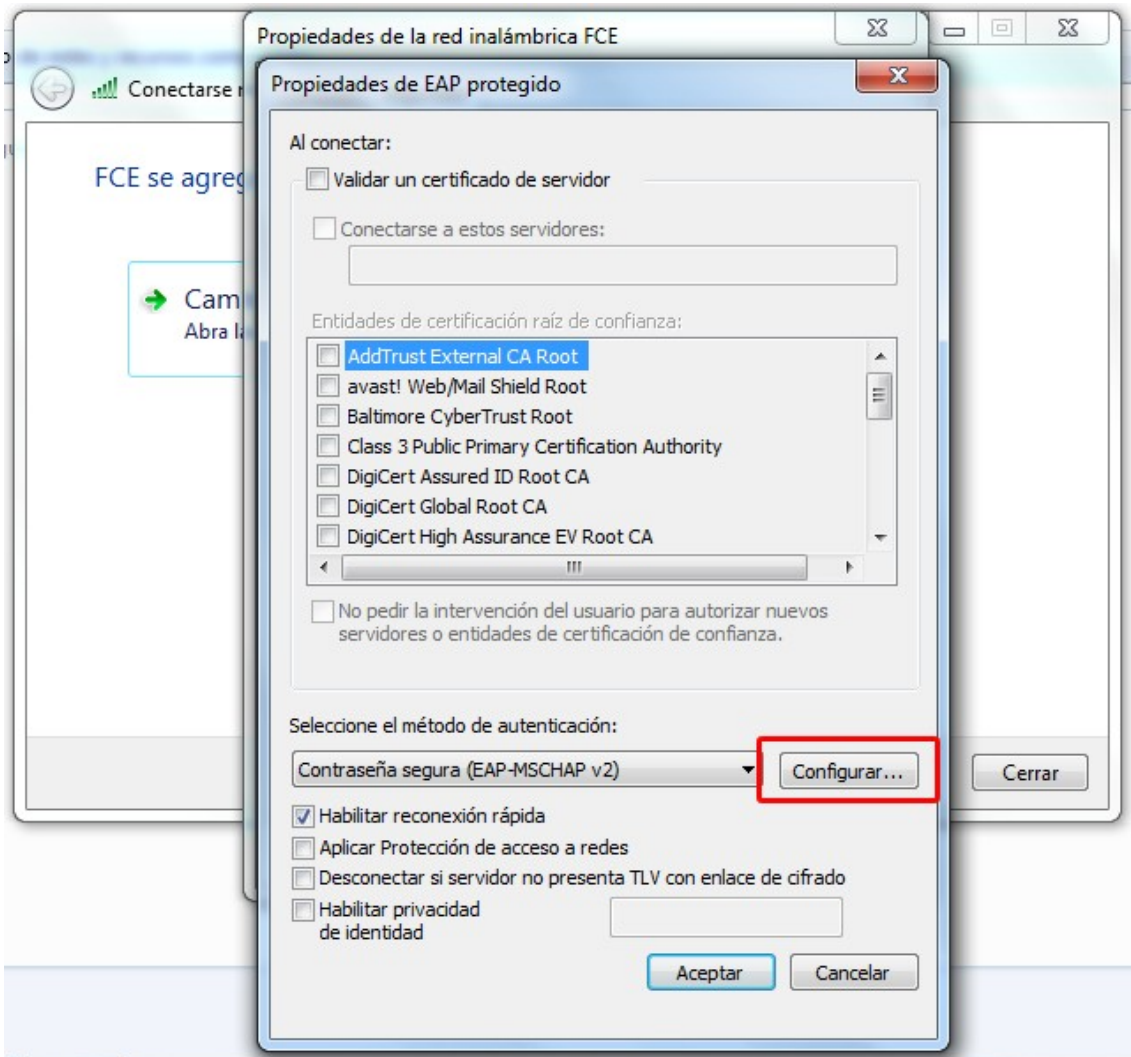 Propiedades de la red inalámbrica FCE
Propiedades de EAP protegido
Conectarse
FCE se agreg
Cam
Abra la
Al conectar:
Validar un certificado de servidor
Conectarse a estos servidores:
Entidades de certificación raíz de confianza:
AddTrust External CA Root
avast! Web/Mail Shield Root
Baltimore CyberTrust Root
Class 3 Public Primary Certification Authority
DigiCert Assured ID Root CA
DigiCert Global Root CA
DigiCert High Assurance EV Root CA
No pedir la intervención del usuario para autorizar nuevos
servidores o entidades de certificación de confianza.
Seleccione el método de autenticación:
Contraseña segura (EAP-MSCHAP v2)
Configurar...
Cerrar
Habilitar reconexión rápida
Aplicar Protección de acceso a redes
Desconectar si servidor no presenta TLV con enlace de cifrado
Habilitar privacidad
de identidad
Aceptar
Cancelar